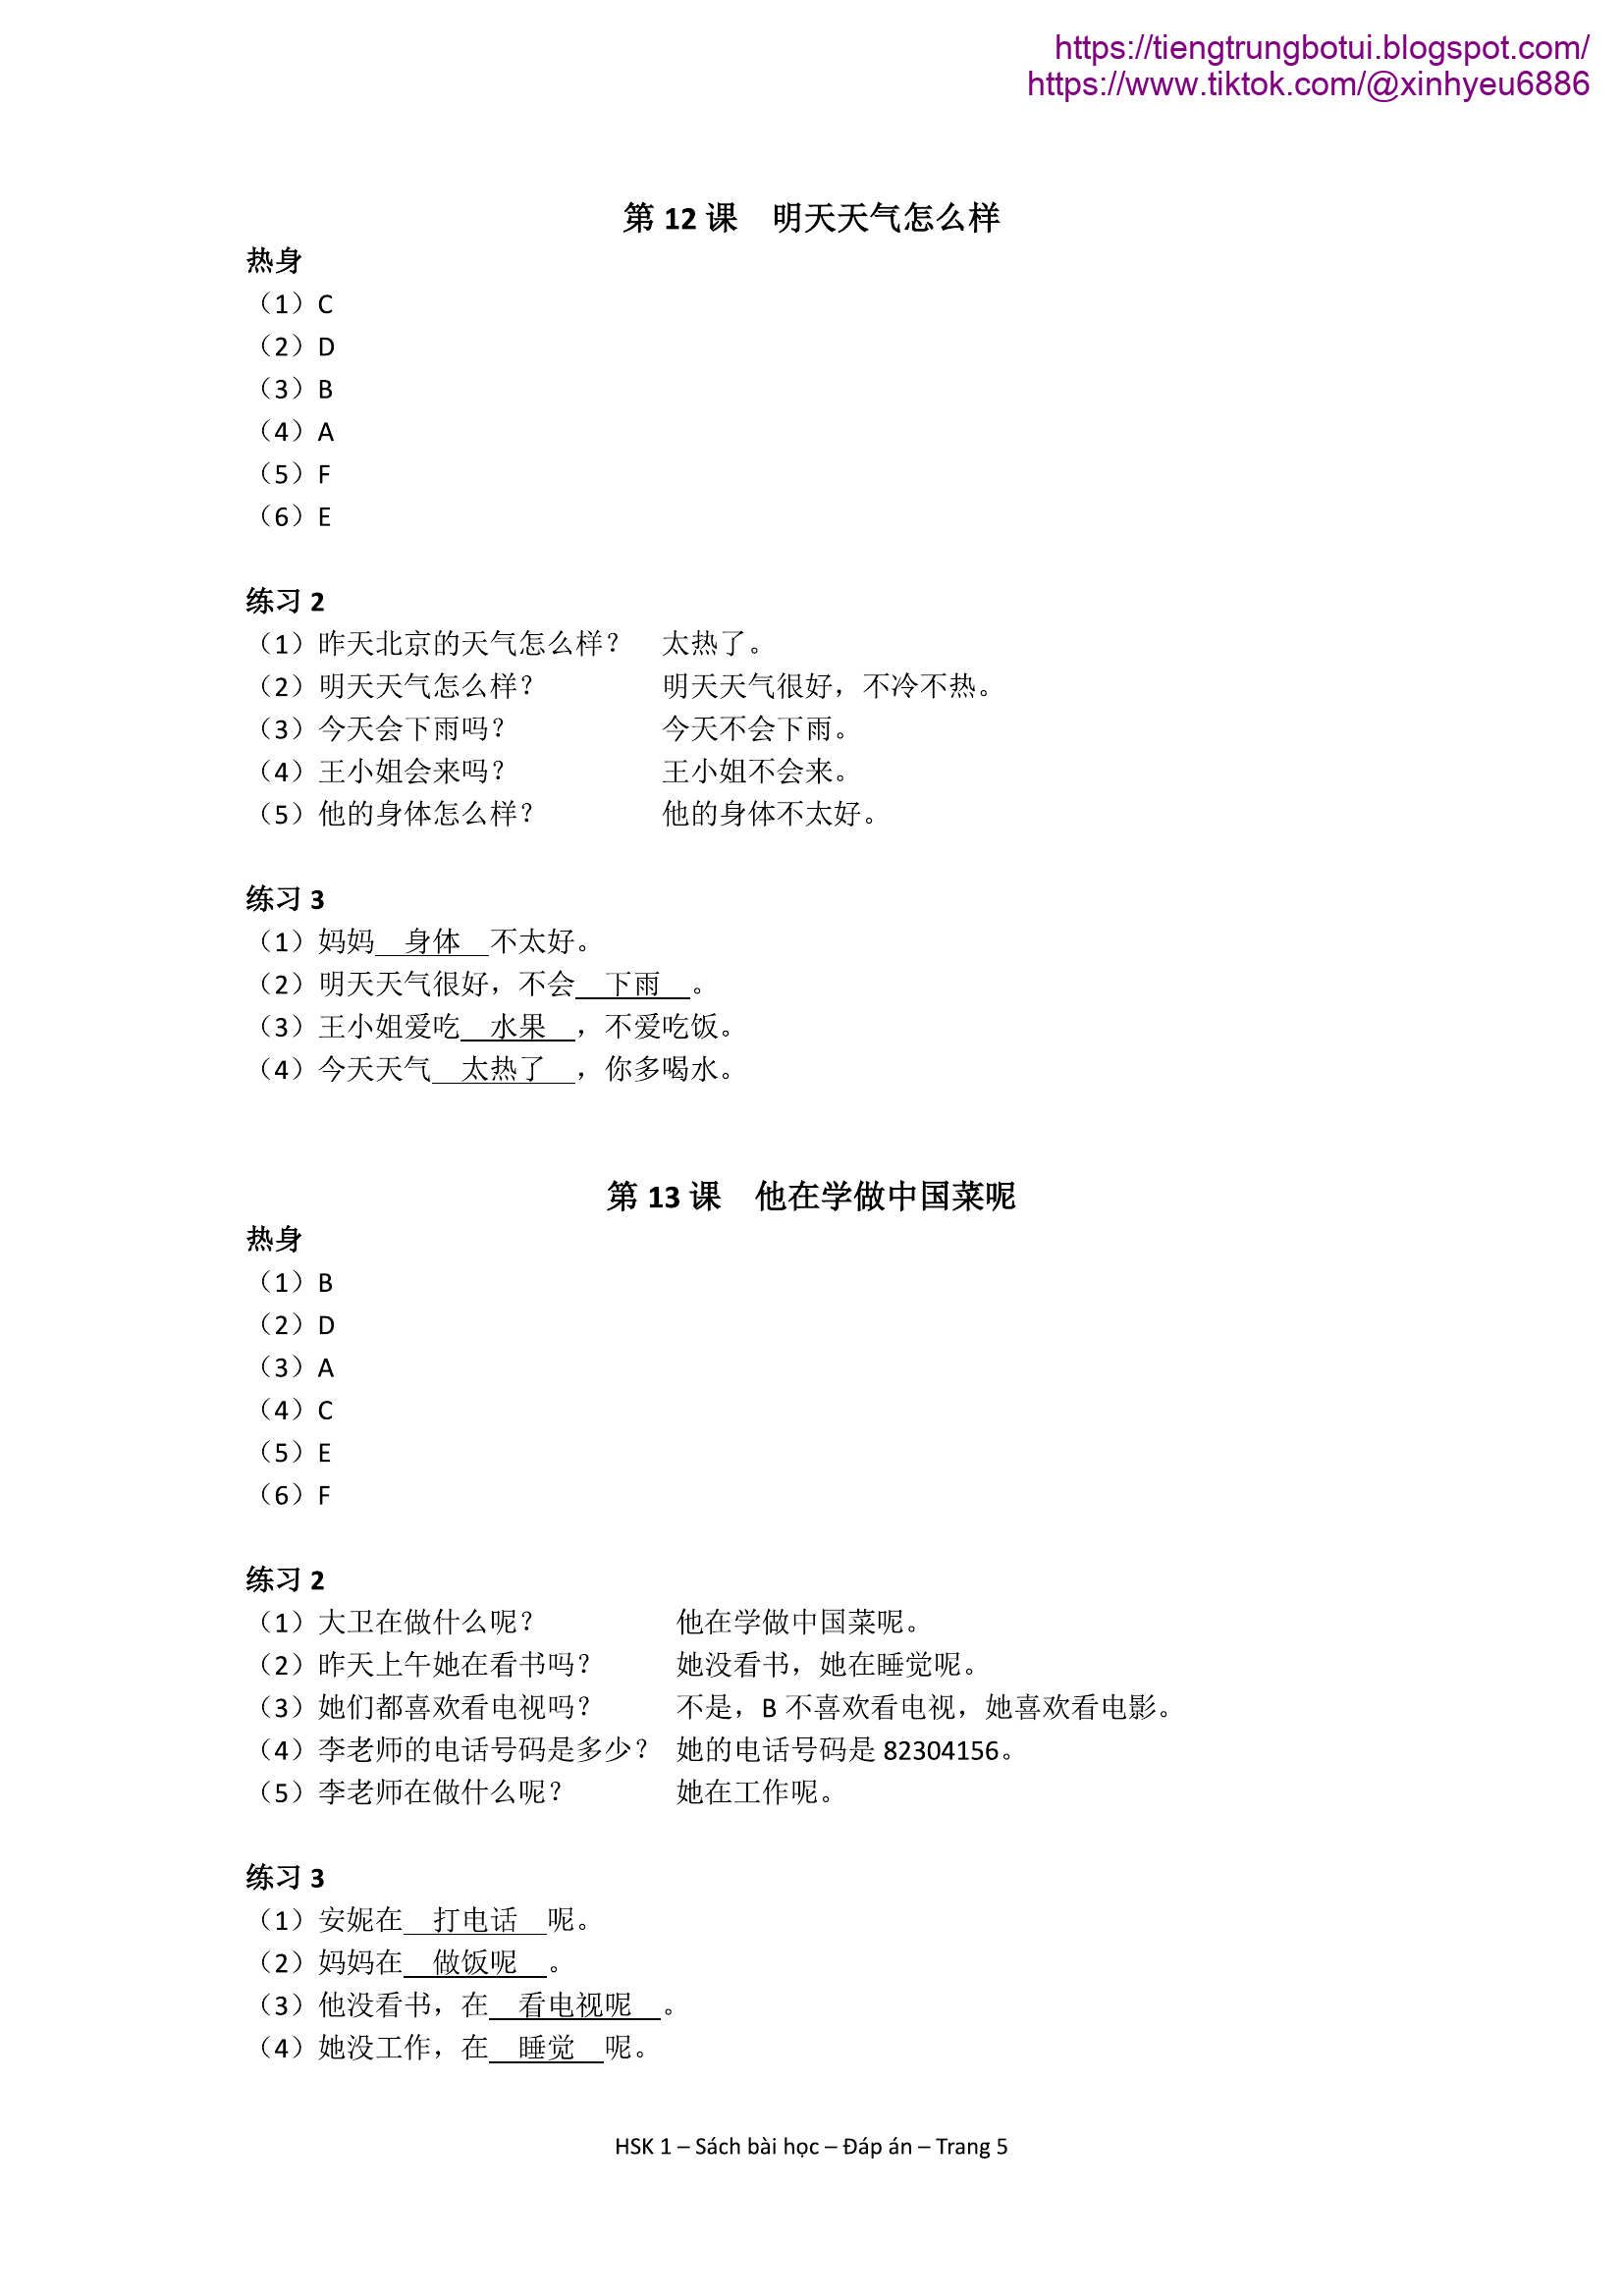 https://tiengtrungbotui.blogspot.com/
https://www.tiktok.com/@xinhyeu6886
第 12 课　明天天气怎么样
热身
（1）C
（2）D
（3）B
（4）A
（5）F
（6）E
练习 2
（1）昨天北京的天气怎么样？　太热了。
（2）明天天气怎么样？　明天天气很好，不冷不热。
（3）今天会下雨吗？　今天不会下雨。
（4）王小姐会来吗？　王小姐不会来。
（5）他的身体怎么样？　他的身体不太好。
练习 3
（1）妈妈　身体　不太好。
（2）明天天气很好，不会　下雨　。
（3）王小姐爱吃　水果　，不爱吃饭。
（4）今天天气　太热了　，你多喝水。
第 13 课　他在学做中国菜呢
热身
（1）B
（2）D
（3）A
（4）C
（5）E
（6）F
练习 2
（1）大卫在做什么呢？　他在学做中国菜呢。
（2）昨天上午她在看书吗？　她没看书，她在睡觉呢。
（3）她们都喜欢看电视吗？　不是，B 不喜欢看电视，她喜欢看电影。
（4）李老师的电话号码是多少？　她的电话号码是 82304156。
（5）李老师在做什么呢？　她在工作呢。
练习 3
（1）安妮在　打电话　呢。
（2）妈妈在　做饭呢　。
（3）他没看书，在　看电视呢　。
（4）她没工作，在　睡觉　呢。
HSK 1 – Sách bài học – Đáp án – Trang 5